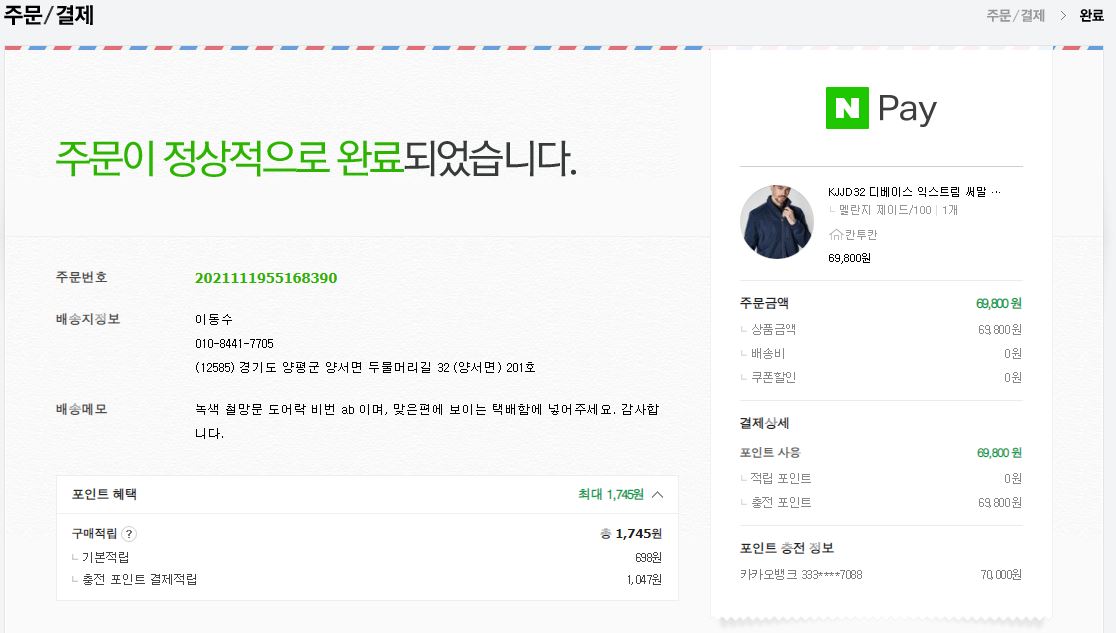 주문/결제
주문/결제 > 완료
주문이 정상적으로 완료되었습니다.
주문번호 2021111955168390
배송지정보 이동수
010-8441-7705
(12585) 경기도 양평군 양서면 두물머리길 32 (양서면) 201호
배송메모 녹색 철망문 도어락 비번 ab 이며, 맞은편에 보이는 택배함에 넣어주세요. 감사합
니다.
포인트 혜택 최대 1,745원
구매적립 ? 총 1,745원
기본적립 698원
충전 포인트 결제적립 1,047원
N Pay
KJJD32 디베이스 익스트림 써말 ···
멜란지 제이드/100 | 1개
칸투칸
69,800원
주문금액 69,800 원
상품금액 69,800원
배송비 0원
쿠폰할인 0원
결제상세
포인트 사용 69,800 원
적립 포인트 0원
충전 포인트 69,800원
포인트 충전 정보
카카오뱅크 333****7088 70,000원